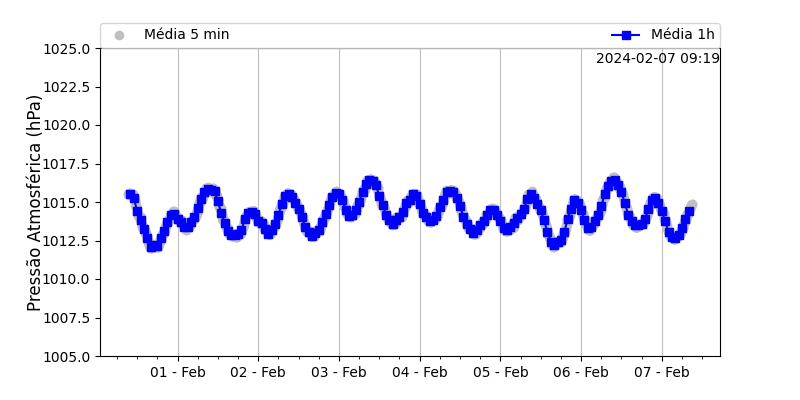 Média 5 min
Média 1h
2024-02-07 09:19
Pressão Atmosférica (hPa)
1025.0
1022.5
1020.0
1017.5
1015.0
1012.5
1010.0
1007.5
1005.0
01 - Feb
02 - Feb
03 - Feb
04 - Feb
05 - Feb
06 - Feb
07 - Feb